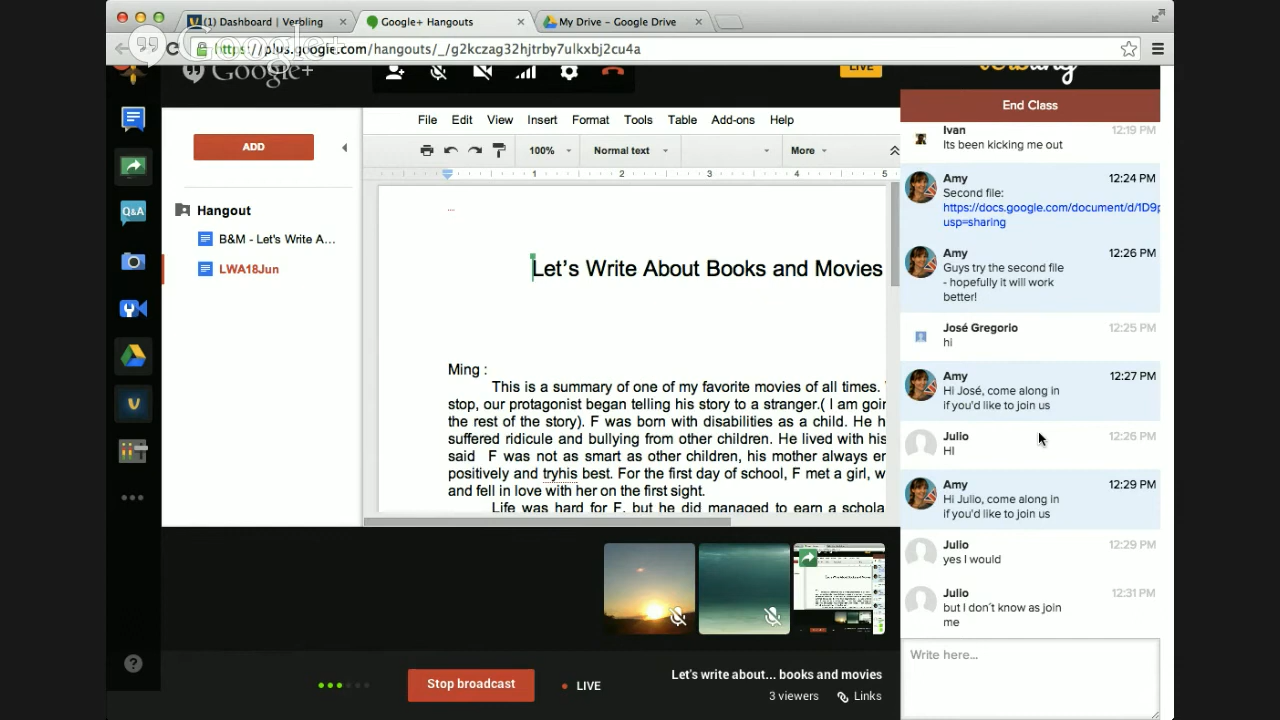 (1) Dashboard | Verbling
Google+ Hangouts
My Drive – Google Drive
https://plus.google.com/hangouts/_/g2kczag32hjtrby7ulkxbj2cu4a
Google+
LIVE
End Class
File Edit View Insert Format Tools Table Add-ons Help
ADD
100% Normal text More
1 2 3 4 5
Hangout
B&M - Let's Write A...
LWA18Jun
Let’s Write About Books and Movies
Ming :
This is a summary of one of my favorite movies of all times.
stop, our protagonist began telling his story to a stranger.( I am goir
the rest of the story). F was born with disabilities as a child. He h
suffered ridicule and bullying from other children. He lived with his
said F was not as smart as other children, his mother always er
positively and tryhis best. For the first day of school, F met a girl, w
and fell in love with her on the first sight.
Life was hard for F, but he did managed to earn a schola
Q&A
Ivan 12:19 PM
Its been kicking me out
Amy 12:24 PM
Second file:
https://docs.google.com/document/d/1D9p
usp=sharing
Amy 12:26 PM
Guys try the second file
- hopefully it will work
better!
José Gregorio 12:25 PM
hi
Amy 12:27 PM
Hi José, come along in
if you'd like to join us
Julio 12:26 PM
HI
Amy 12:29 PM
Hi Julio, come along in
if you'd like to join us
Julio 12:29 PM
yes I would
Julio 12:31 PM
but I don´t know as join
me
Write here...
Stop broadcast
LIVE
Let's write about... books and movies
3 viewers Links